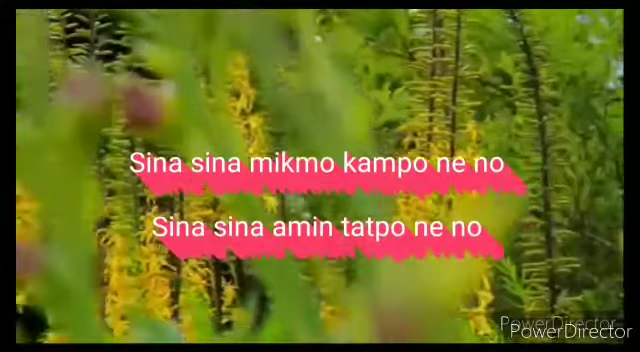 Sina sina mikmo kampo ne no
Sina sina amin tatpo ne no
PowerDirector
PowerDirector